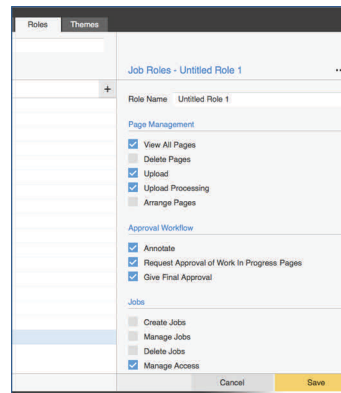 Roles Themes
Job Roles - Untitled Role 1
+
Role Name Untitled Role 1
Page Management
View All Pages
Delete Pages
Upload
Upload Processing
Arrange Pages
Approval Workflow
Annotate
Request Approval of Work In Progress Pages
Give Final Approval
Jobs
Create Jobs
Manage Jobs
Delete Jobs
Manage Access
Cancel Save